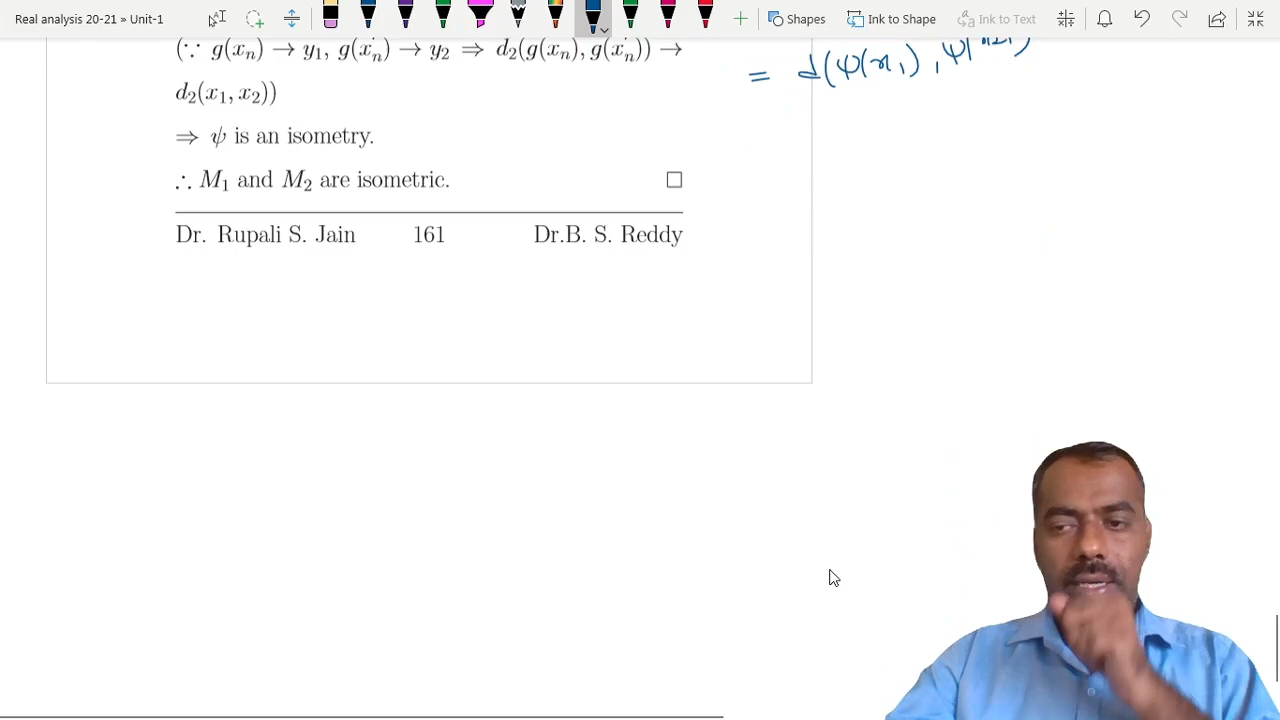 Real analysis 20-21 » Unit-1
Shapes
Ink to Shape
Ink to Text
(∵ g(xₙ) → y₁, g(x′ₙ) → y₂ ⇒ d₂(g(xₙ), g(x′ₙ)) →
d₂(x₁, x₂))
⇒ ψ is an isometry.
∴ M₁ and M₂ are isometric. □
Dr. Rupali S. Jain 161 Dr.B. S. Reddy
= d(ψ(x₁), ψ(